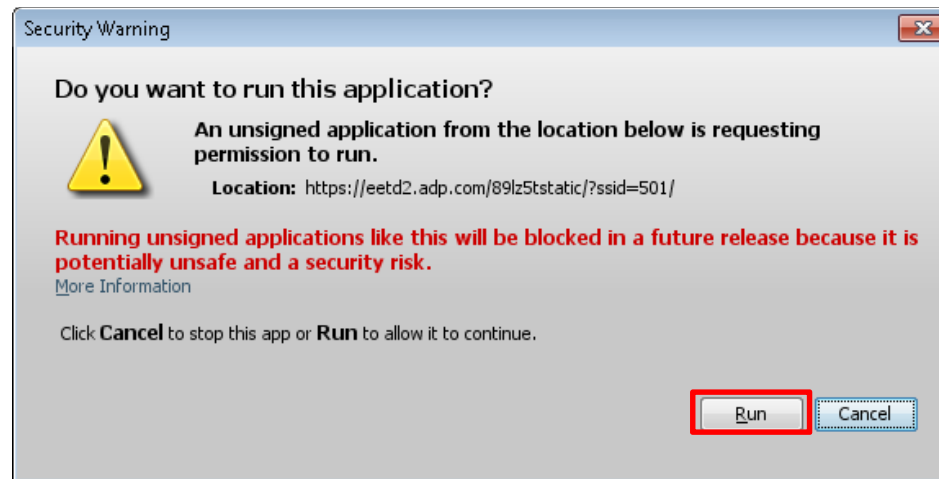 Security Warning
Do you want to run this application?
An unsigned application from the location below is requesting
permission to run.
Location: https://eetd2.adp.com/89lz5tstatic/?ssid=501/
Running unsigned applications like this will be blocked in a future release because it is
potentially unsafe and a security risk.
More Information
Click Cancel to stop this app or Run to allow it to continue.
Run Cancel